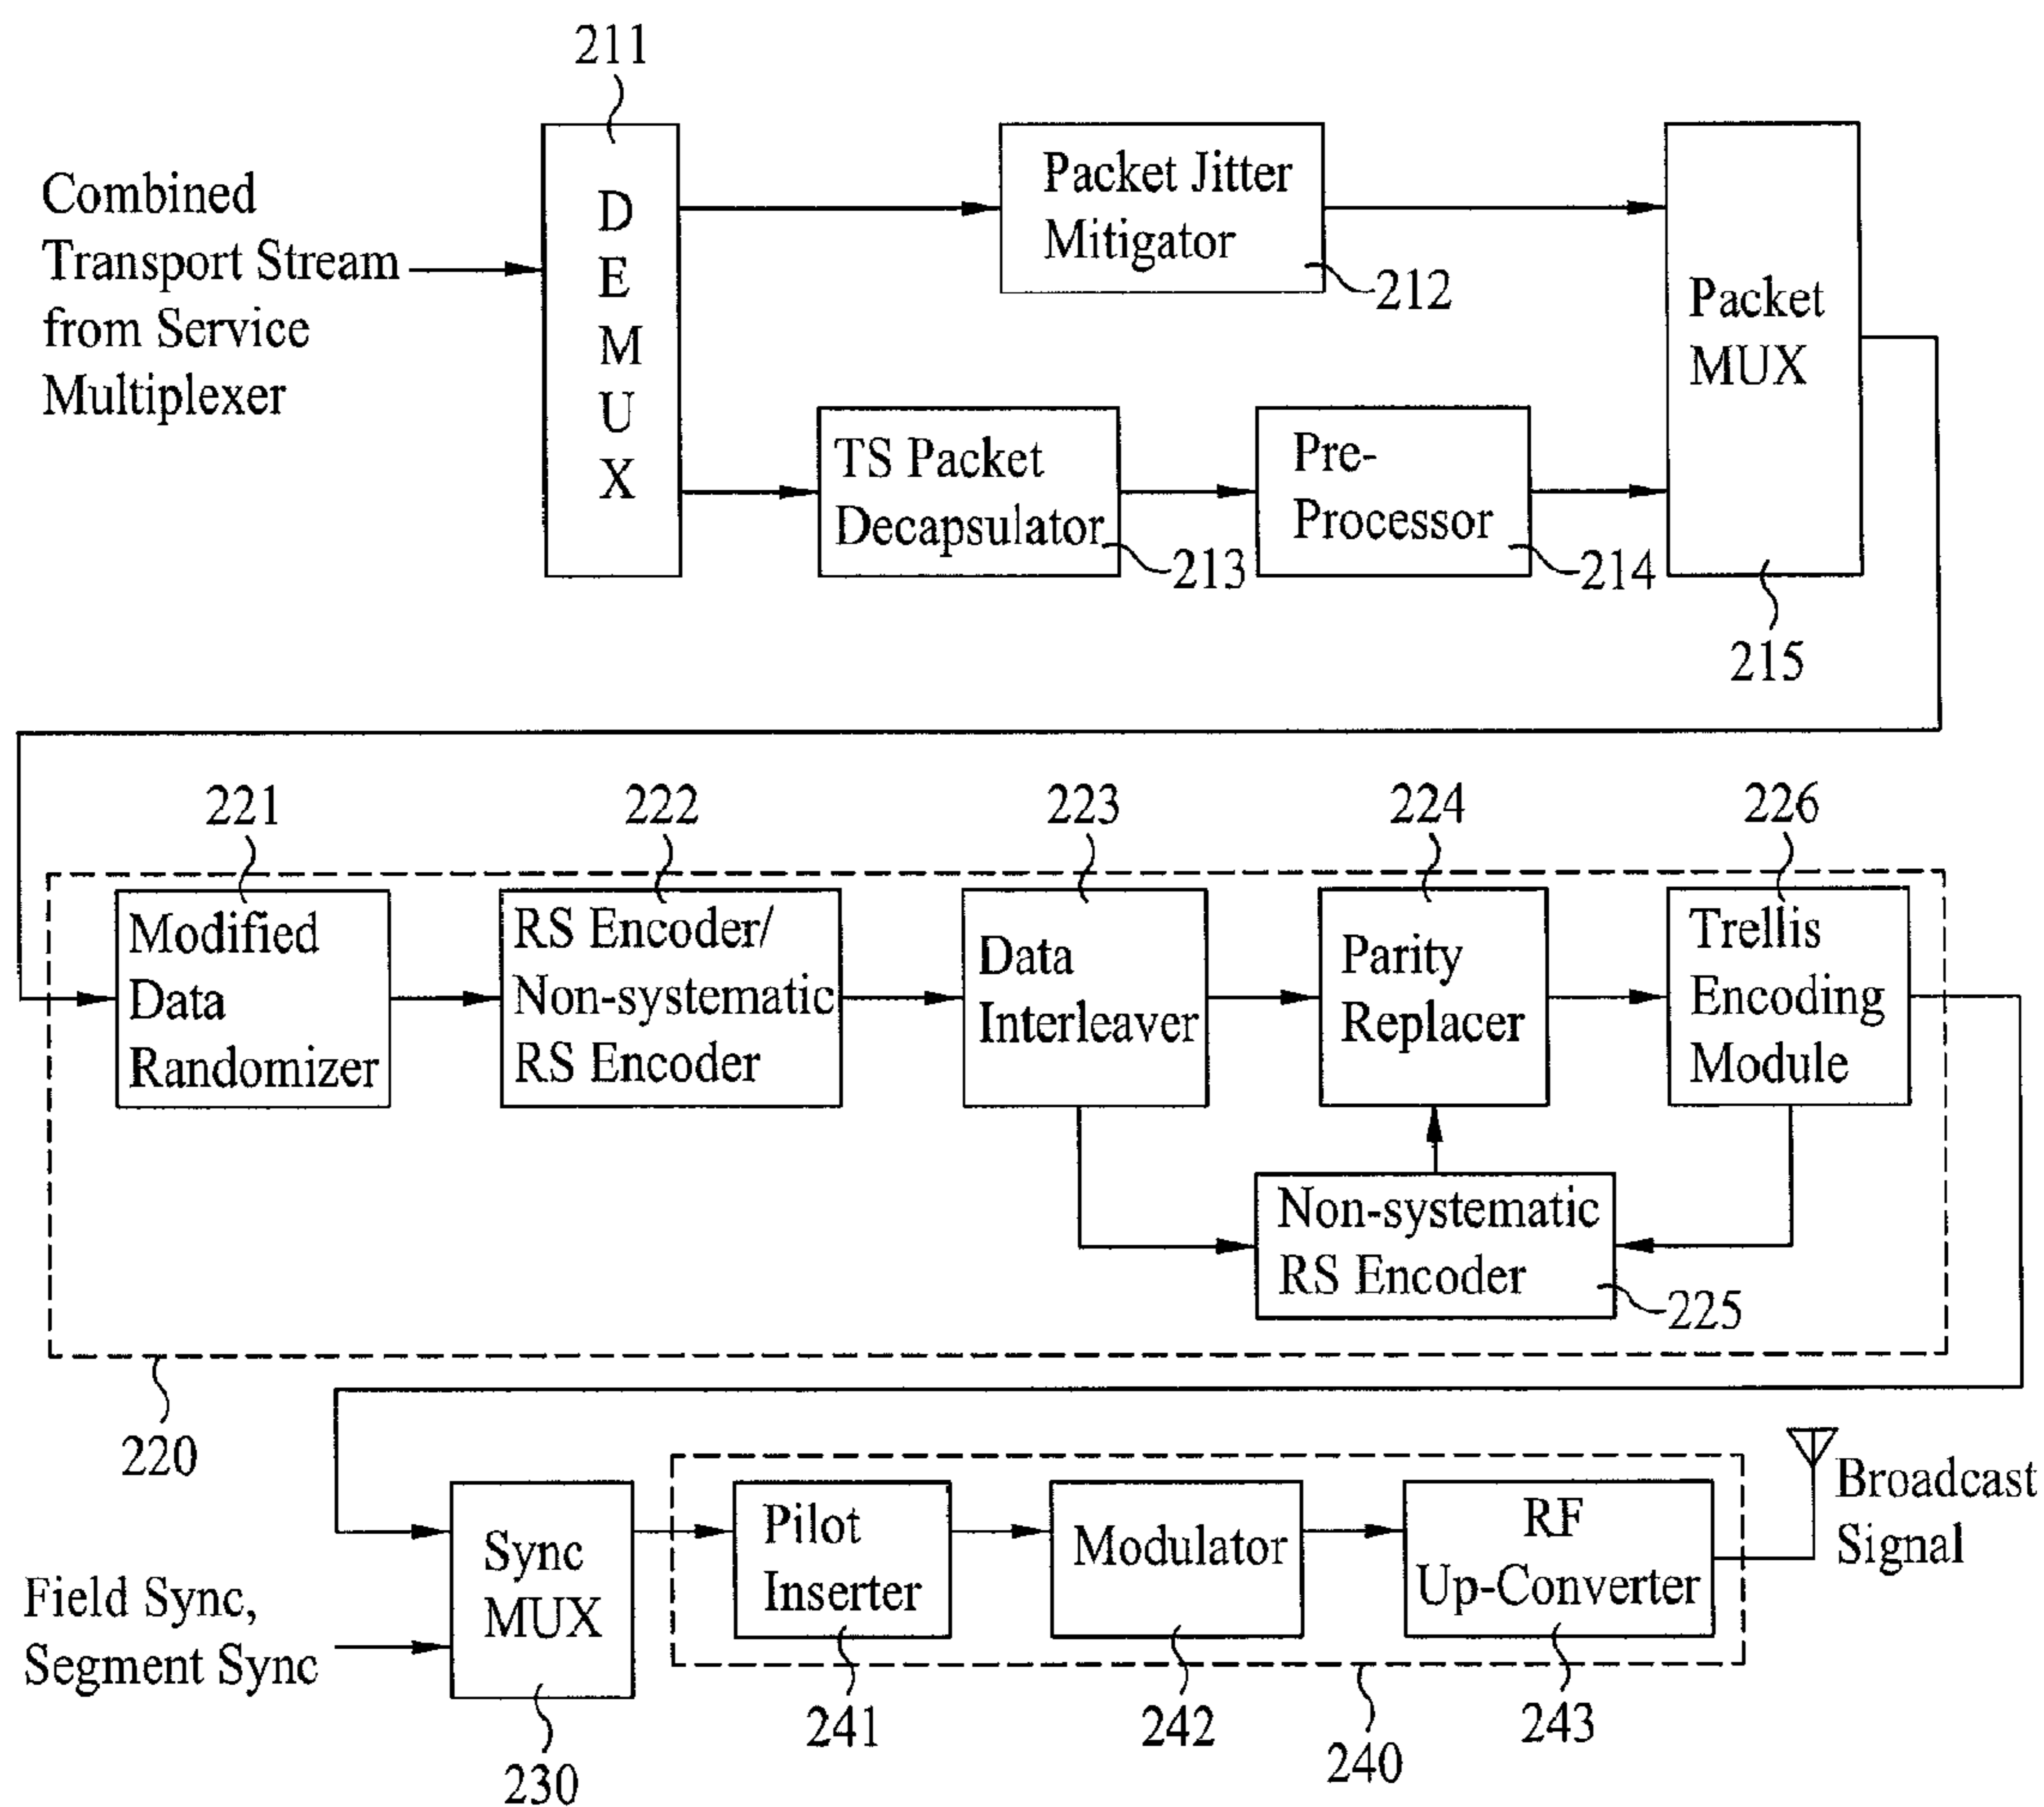 211
Combined
Transport Stream
from Service
Multiplexer
D
E
M
U
X
Packet Jitter
Mitigator
212
Packet
MUX
TS Packet
Decapsulator
213
Pre-
Processor
214
215
221
222
223
224
226
Modified
Data
Randomizer
RS Encoder/
Non-systematic
RS Encoder
Data
Interleaver
Parity
Replacer
Trellis
Encoding
Module
Non-systematic
RS Encoder
225
220
Field Sync,
Segment Sync
Sync
MUX
Pilot
Inserter
Modulator
RF
Up-Converter
Broadcast
Signal
230
241
242
240
243